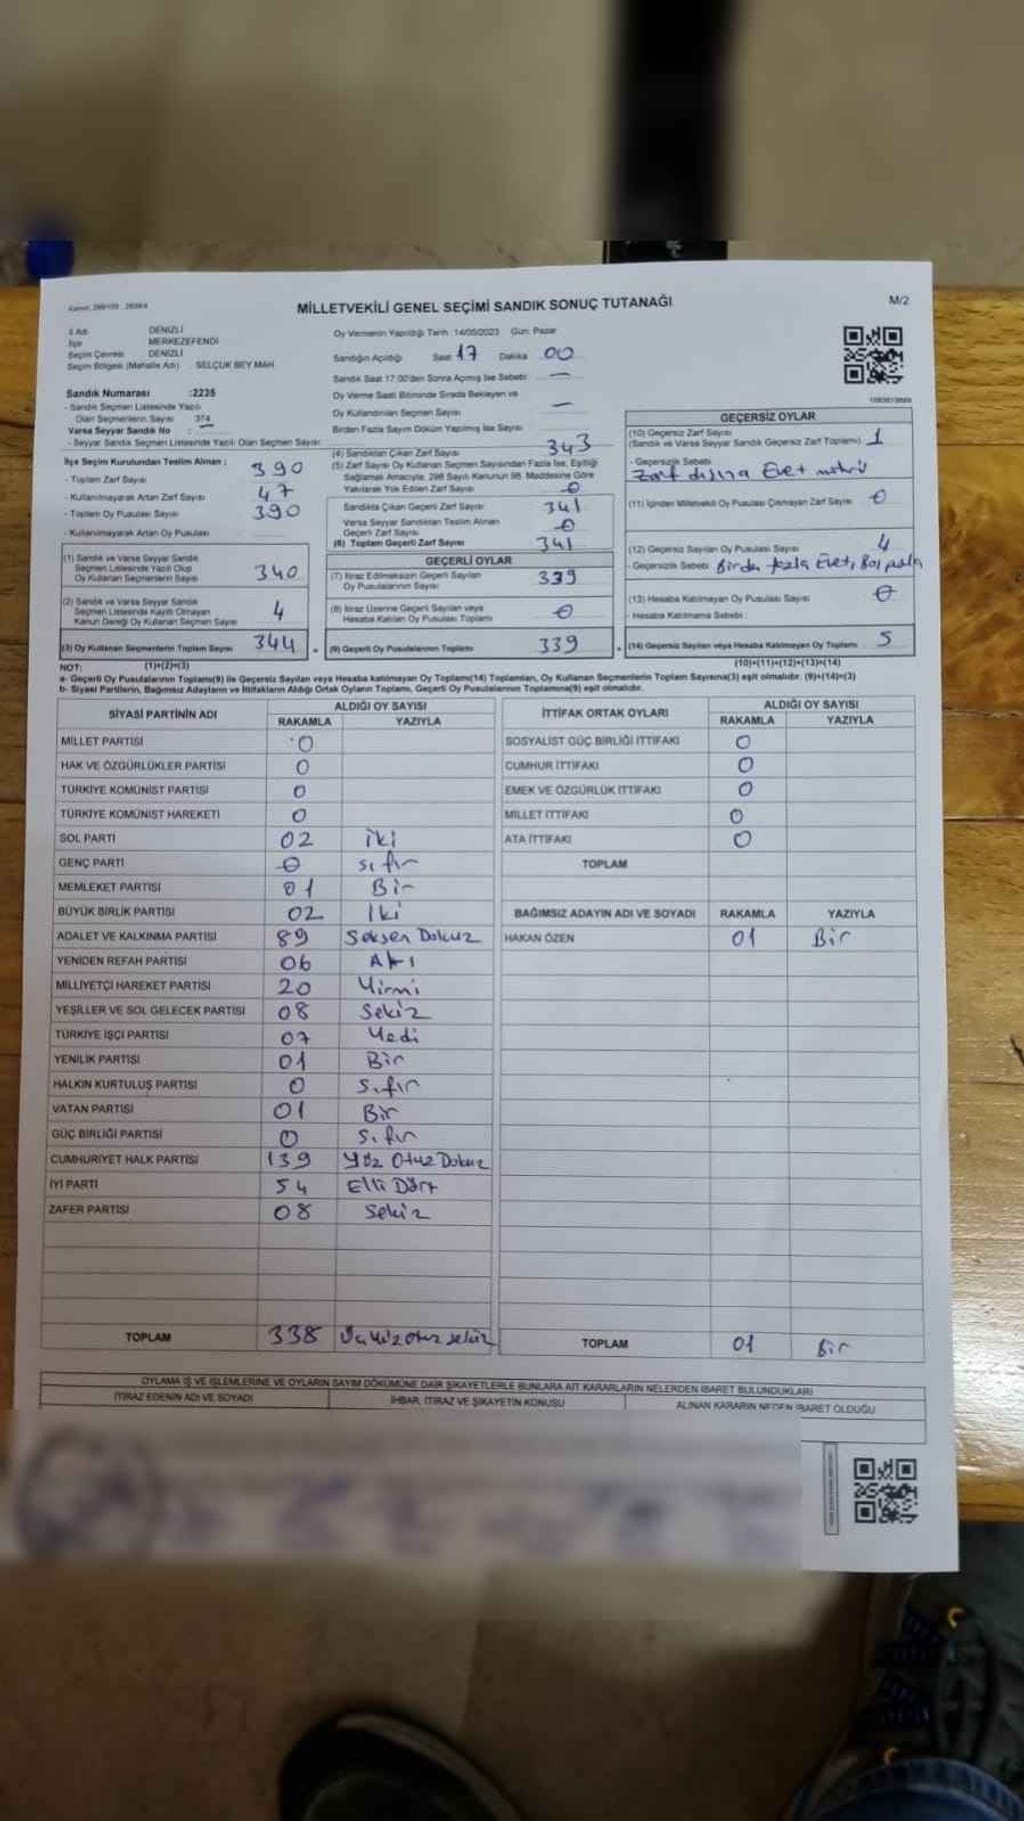 MİLLETVEKİLİ GENEL SEÇİMİ SANDIK SONUÇ TUTANAĞI
M/2
İl Adı DENİZLİ
İlçe MERKEZEFENDİ
Seçim Çevresi DENİZLİ
Seçim Bölgesi (Mahalle Adı) SELÇUK BEY MAH.
Oy Vermenin Yapıldığı Tarih :14/05/2023 Gün: Pazar
Sandığın Açıldığı Saat 17 Dakika 00
Sandık Saat 17:00'den Sonra Açılmış İse Sebebi: —
Oy Verme Saati Bitiminde Sırada Bekleyen ve
Oy Kullandırılan Seçmen Sayısı —
Birden Fazla Sayım Döküm Yapılmış İse Sayısı
Sandık Numarası :2235
- Sandık Seçmen Listesinde Yazılı
Olan Seçmenlerin Sayısı 374
Varsa Seyyar Sandık No :
- Seyyar Sandık Seçmen Listesinde Yazılı Olan Seçmen Sayısı:
İlçe Seçim Kurulundan Teslim Alınan :
- Toplam Zarf Sayısı 390
- Kullanılmayarak Artan Zarf Sayısı 47
- Toplam Oy Pusulası Sayısı 390
- Kullanılmayarak Artan Oy Pusulası
(1) Sandık ve Varsa Seyyar Sandık
Seçmen Listesinde Yazılı Olup
Oy Kullanan Seçmenlerin Sayısı 340
(2) Sandık ve Varsa Seyyar Sandık
Seçmen Listesinde Kayıtlı Olmayan
Kanun Gereği Oy Kullanan Seçmen Sayısı 4
(3) Oy Kullanan Seçmenlerin Toplam Sayısı 344
(4) Sandıktan Çıkan Zarf Sayısı 343
(5) Zarf Sayısı Oy Kullanan Seçmen Sayısından Fazla İse, Eşitliği
Sağlamak Amacıyla, 298 Sayılı Kanunun 98. Maddesine Göre
Yakılarak Yok Edilen Zarf Sayısı 0
Sandıkta Çıkan Geçerli Zarf Sayısı 341
Varsa Seyyar Sandıktan Teslim Alınan
Geçerli Zarf Sayısı 0
(6) Toplam Geçerli Zarf Sayısı 341
GEÇERLİ OYLAR
(7) İtiraz Edilmeksizin Geçerli Sayılan
Oy Pusulalarının Sayısı 339
(8) İtiraz Üzerine Geçerli Sayılan veya
Hesaba Katılan Oy Pusulası Toplamı 0
(9) Geçerli Oy Pusulalarının Toplamı 339
GEÇERSİZ OYLAR
(10) Geçersiz Zarf Sayısı
(Sandık ve Varsa Seyyar Sandık Geçersiz Zarf Toplamı) 1
- Geçersizlik Sebebi
Zarf dışına Evet mührü
(11) İçinden Milletvekili Oy Pusulası Çıkmayan Zarf Sayısı 0
(12) Geçersiz Sayılan Oy Pusulası Sayısı 4
- Geçersizlik Sebebi Birden fazla Evet, Boş pusula
(13) Hesaba Katılmayan Oy Pusulası Sayısı 0
- Hesaba Katılmama Sebebi :
(14) Geçersiz Sayılan veya Hesaba Katılmayan Oy Toplamı 5
NOT: (1)+(2)=(3)
(10)+(11)+(12)+(13)=(14)
a- Geçerli Oy Pusulalarının Toplamı(9) ile Geçersiz Sayılan veya Hesaba katılmayan Oy Toplamı(14) Toplamları, Oy Kullanan Seçmenlerin Toplam Sayısına(3) eşit olmalıdır. (9)+(14)=(3)
b- Siyasi Partilerin, Bağımsız Adayların ve İttifakların Aldığı Ortak Oyların Toplamı, Geçerli Oy Pusulalarının Toplamına(9) eşit olmalıdır.
SİYASİ PARTİNİN ADI ALDIĞI OY SAYISI
RAKAMLA YAZIYLA
MİLLET PARTİSİ 0
HAK VE ÖZGÜRLÜKLER PARTİSİ 0
TÜRKİYE KOMÜNİST PARTİSİ 0
TÜRKİYE KOMÜNİST HAREKETİ 0
SOL PARTİ 02 iki
GENÇ PARTİ 0 sıfır
MEMLEKET PARTİSİ 01 Bir
BÜYÜK BİRLİK PARTİSİ 02 İki
ADALET VE KALKINMA PARTİSİ 89 Seksen Dokuz
YENİDEN REFAH PARTİSİ 06 Altı
MİLLİYETÇİ HAREKET PARTİSİ 20 Yirmi
YEŞİLLER VE SOL GELECEK PARTİSİ 08 Sekiz
TÜRKİYE İŞÇİ PARTİSİ 07 Yedi
YENİLİK PARTİSİ 01 Bir
HALKIN KURTULUŞ PARTİSİ 0 Sıfır
VATAN PARTİSİ 01 Bir
GÜÇ BİRLİĞİ PARTİSİ 0 Sıfır
CUMHURİYET HALK PARTİSİ 139 Yüz Otuz Dokuz
İYİ PARTİ 54 Elli Dört
ZAFER PARTİSİ 08 Sekiz
TOPLAM 338 Üç Yüz otuz sekiz
İTTİFAK ORTAK OYLARI ALDIĞI OY SAYISI
RAKAMLA YAZIYLA
SOSYALİST GÜÇ BİRLİĞİ İTTİFAKI 0
CUMHUR İTTİFAKI 0
EMEK VE ÖZGÜRLÜK İTTİFAKI 0
MİLLET İTTİFAKI 0
ATA İTTİFAKI 0
TOPLAM
BAĞIMSIZ ADAYIN ADI VE SOYADI RAKAMLA YAZIYLA
HAKAN ÖZEN 01 Bir
TOPLAM 01 Bir
OYLAMA İŞ VE İŞLEMLERİNE VE OYLARIN SAYIM DÖKÜMÜNE DAİR ŞİKAYETLERLE BUNLARA AİT KARARLARIN NELERDEN İBARET BULUNDUKLARI
İTİRAZ EDENİN ADI VE SOYADI İHBAR, İTİRAZ VE ŞİKAYETİN KONUSU ALINAN KARARIN NEDEN İBARET OLDUĞU